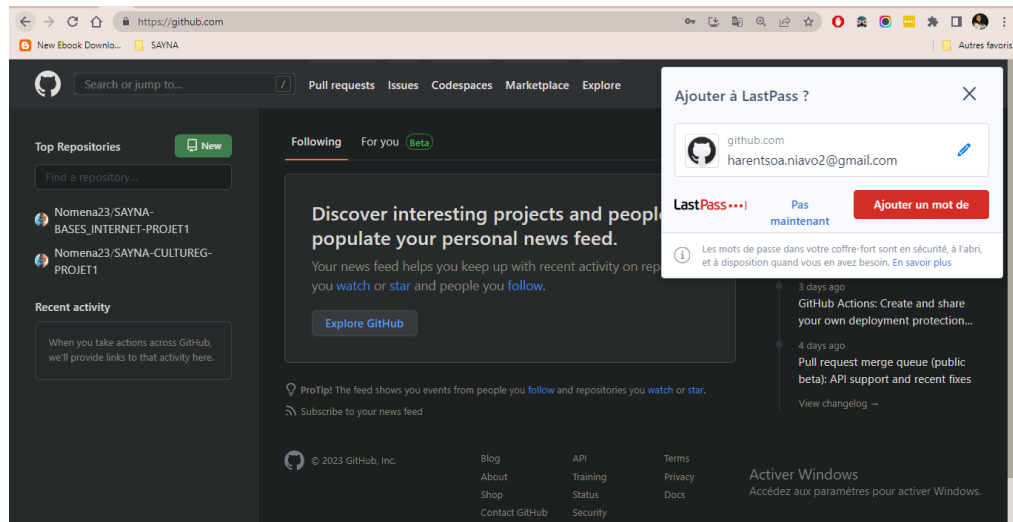 https://github.com
New Ebook Downlo...
SAYNA
Autres favoris
Search or jump to...
/
Pull requests Issues Codespaces Marketplace Explore
Ajouter à LastPass ?
github.com
harentsoa.niavo2@gmail.com
LastPass
Pas
maintenant
Ajouter un mot de
Les mots de passe dans votre coffre-fort sont en sécurité, à l'abri,
et à disposition quand vous en avez besoin. En savoir plus
Top Repositories
New
Find a repository...
Nomena23/SAYNA-
BASES_INTERNET-PROJET1
Nomena23/SAYNA-CULTUREG-
PROJET1
Recent activity
When you take actions across GitHub,
we'll provide links to that activity here.
Following For you Beta
Discover interesting projects and people
populate your personal news feed.
Your news feed helps you keep up with recent activity on rep
you watch or star and people you follow.
Explore GitHub
ProTip! The feed shows you events from people you follow and repositories you watch or star.
Subscribe to your news feed
3 days ago
GitHub Actions: Create and share
your own deployment protection...
4 days ago
Pull request merge queue (public
beta): API support and recent fixes
View changelog →
© 2023 GitHub, Inc.
Blog
About
Shop
Contact GitHub
API
Training
Status
Security
Terms
Privacy
Docs
Activer Windows
Accédez aux paramètres pour activer Windows.